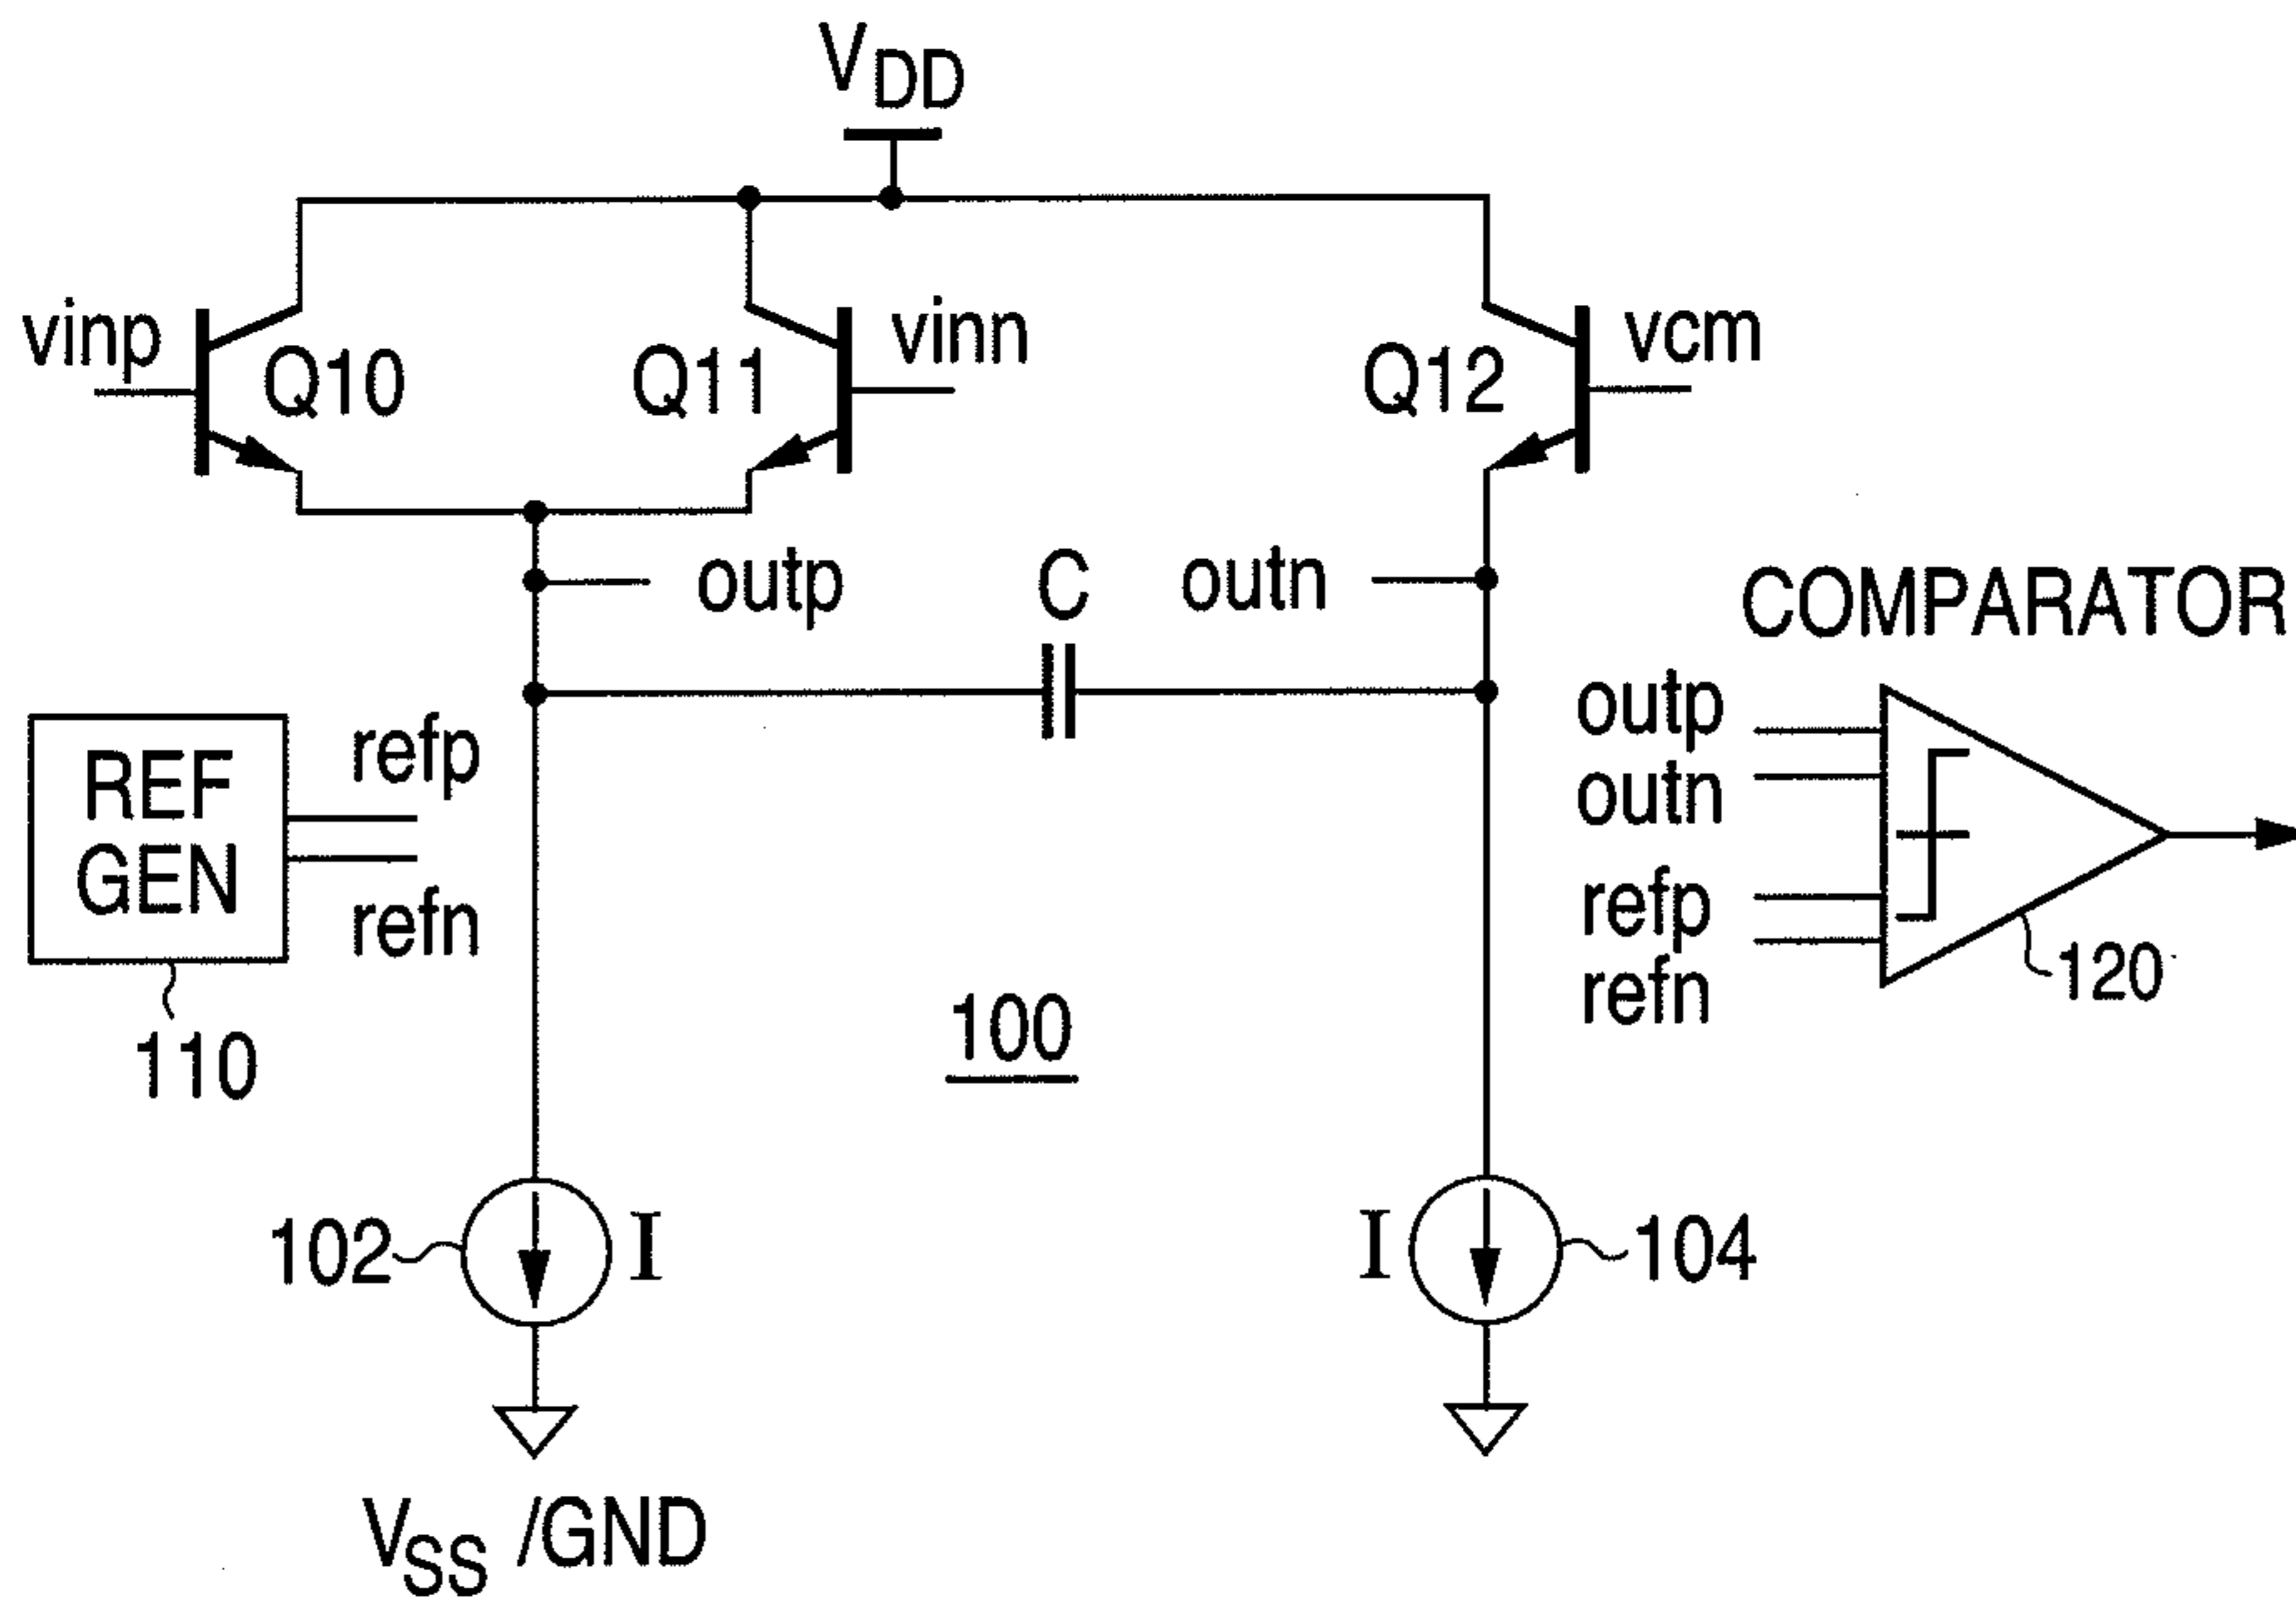 VDD
vinp
Q10
Q11
vinn
Q12
vcm
outp
C
outn
COMPARATOR
REF
GEN
refp
refn
110
outp
outn
refp
refn
120
100
102
I
I
104
VSS /GND